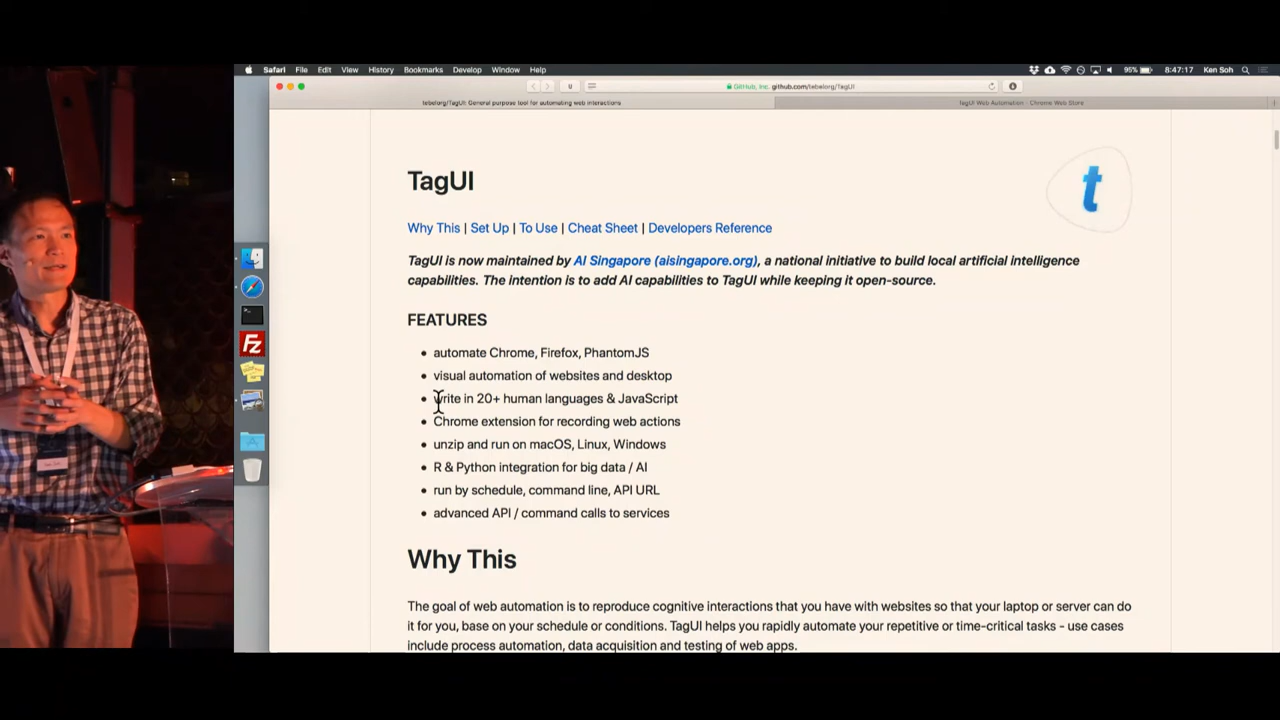 Safari File Edit View History Bookmarks Develop Window Help
95% 8:47:17 Ken Soh
GitHub, Inc. github.com/tebelorg/TagUI
tebelorg/TagUI: General purpose tool for automating web interactions
TagUI Web Automation - Chrome Web Store
TagUI
t
Why This | Set Up | To Use | Cheat Sheet | Developers Reference
TagUI is now maintained by AI Singapore (aisingapore.org), a national initiative to build local artificial intelligence
capabilities. The intention is to add AI capabilities to TagUI while keeping it open-source.
FEATURES
• automate Chrome, Firefox, PhantomJS
• visual automation of websites and desktop
• write in 20+ human languages & JavaScript
• Chrome extension for recording web actions
• unzip and run on macOS, Linux, Windows
• R & Python integration for big data / AI
• run by schedule, command line, API URL
• advanced API / command calls to services
Why This
The goal of web automation is to reproduce cognitive interactions that you have with websites so that your laptop or server can do
it for you, base on your schedule or conditions. TagUI helps you rapidly automate your repetitive or time-critical tasks - use cases
include process automation, data acquisition and testing of web apps.
Fz